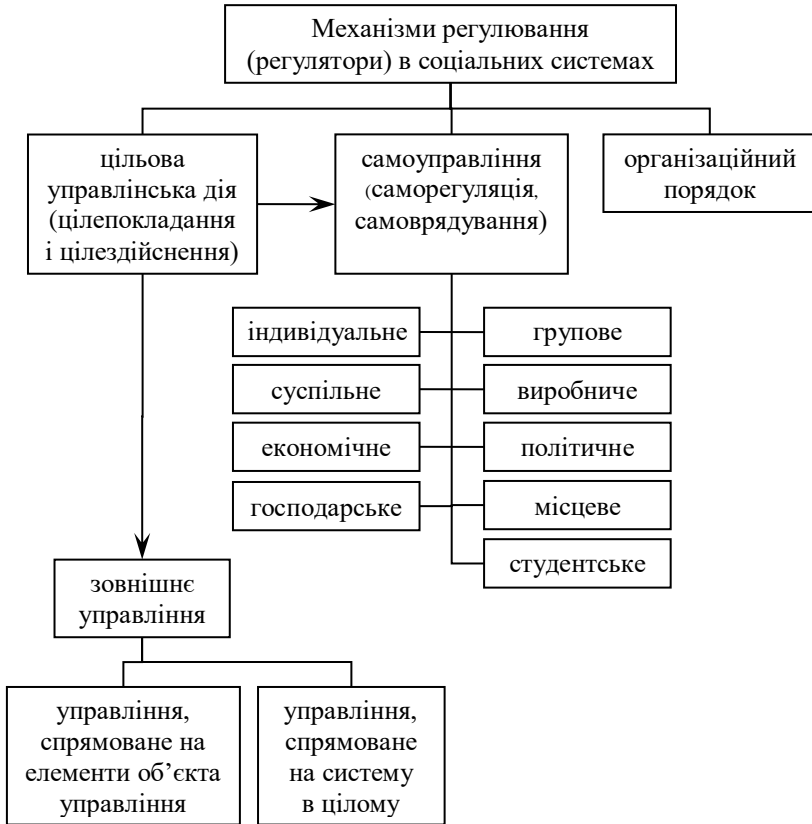 Механізми регулювання
(регулятори) в соціальних системах
цільова
управлінська дія
(цілепокладання
і цілездійснення)
самоуправління
(саморегуляція,
самоврядування)
організаційний
порядок
індивідуальне
групове
суспільне
виробниче
економічне
політичне
господарське
місцеве
студентське
зовнішнє
управління
управління,
спрямоване на
елементи об’єкта
управління
управління,
спрямоване
на систему
в цілому